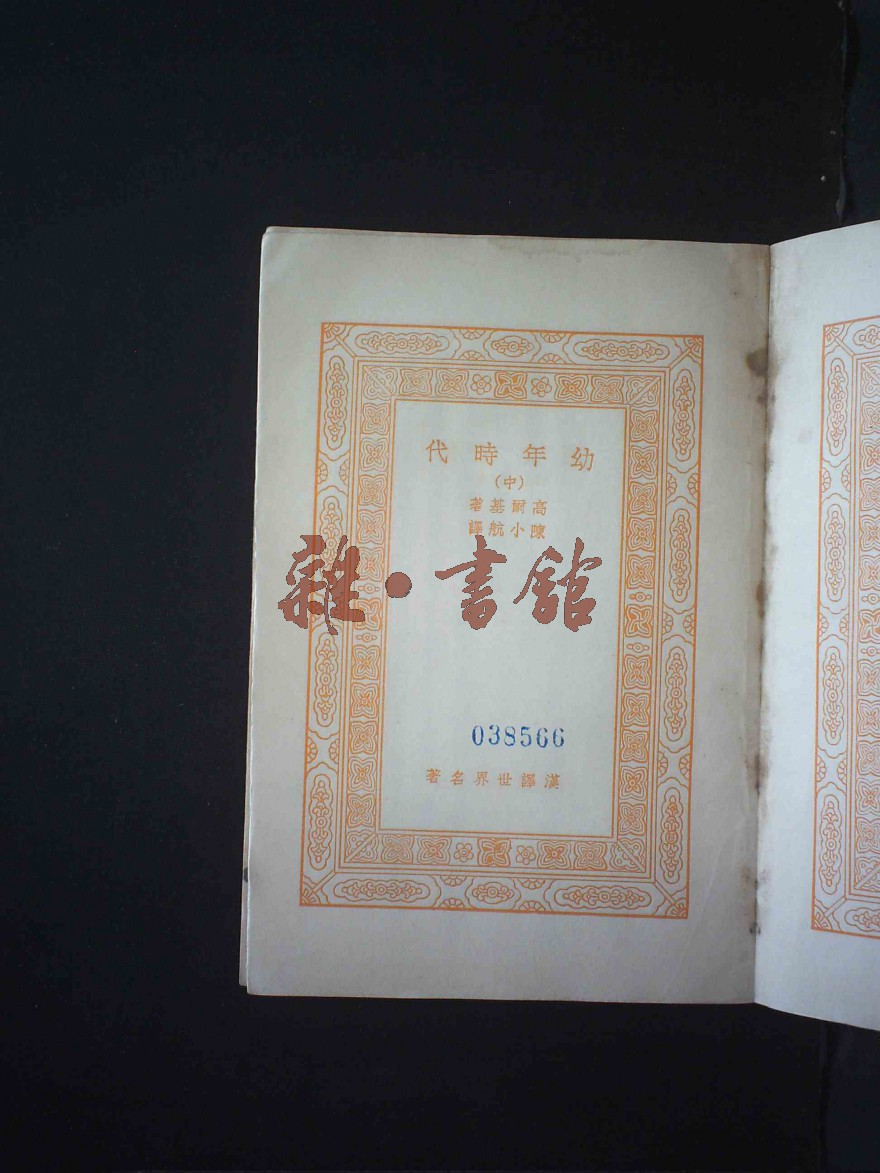 幼年時代
(中)
高爾基著
陳小航譯
雜·書館
038566
漢譯世界名著